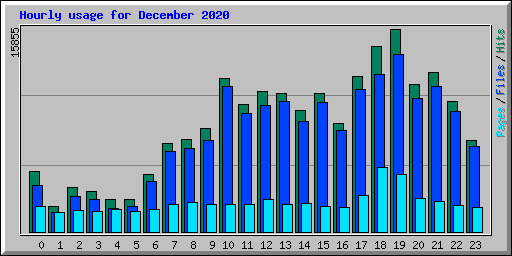 Hourly usage for December 2020
15855
Pages/Files/Hits
0 1 2 3 4 5 6 7 8 9 10 11 12 13 14 15 16 17 18 19 20 21 22 23